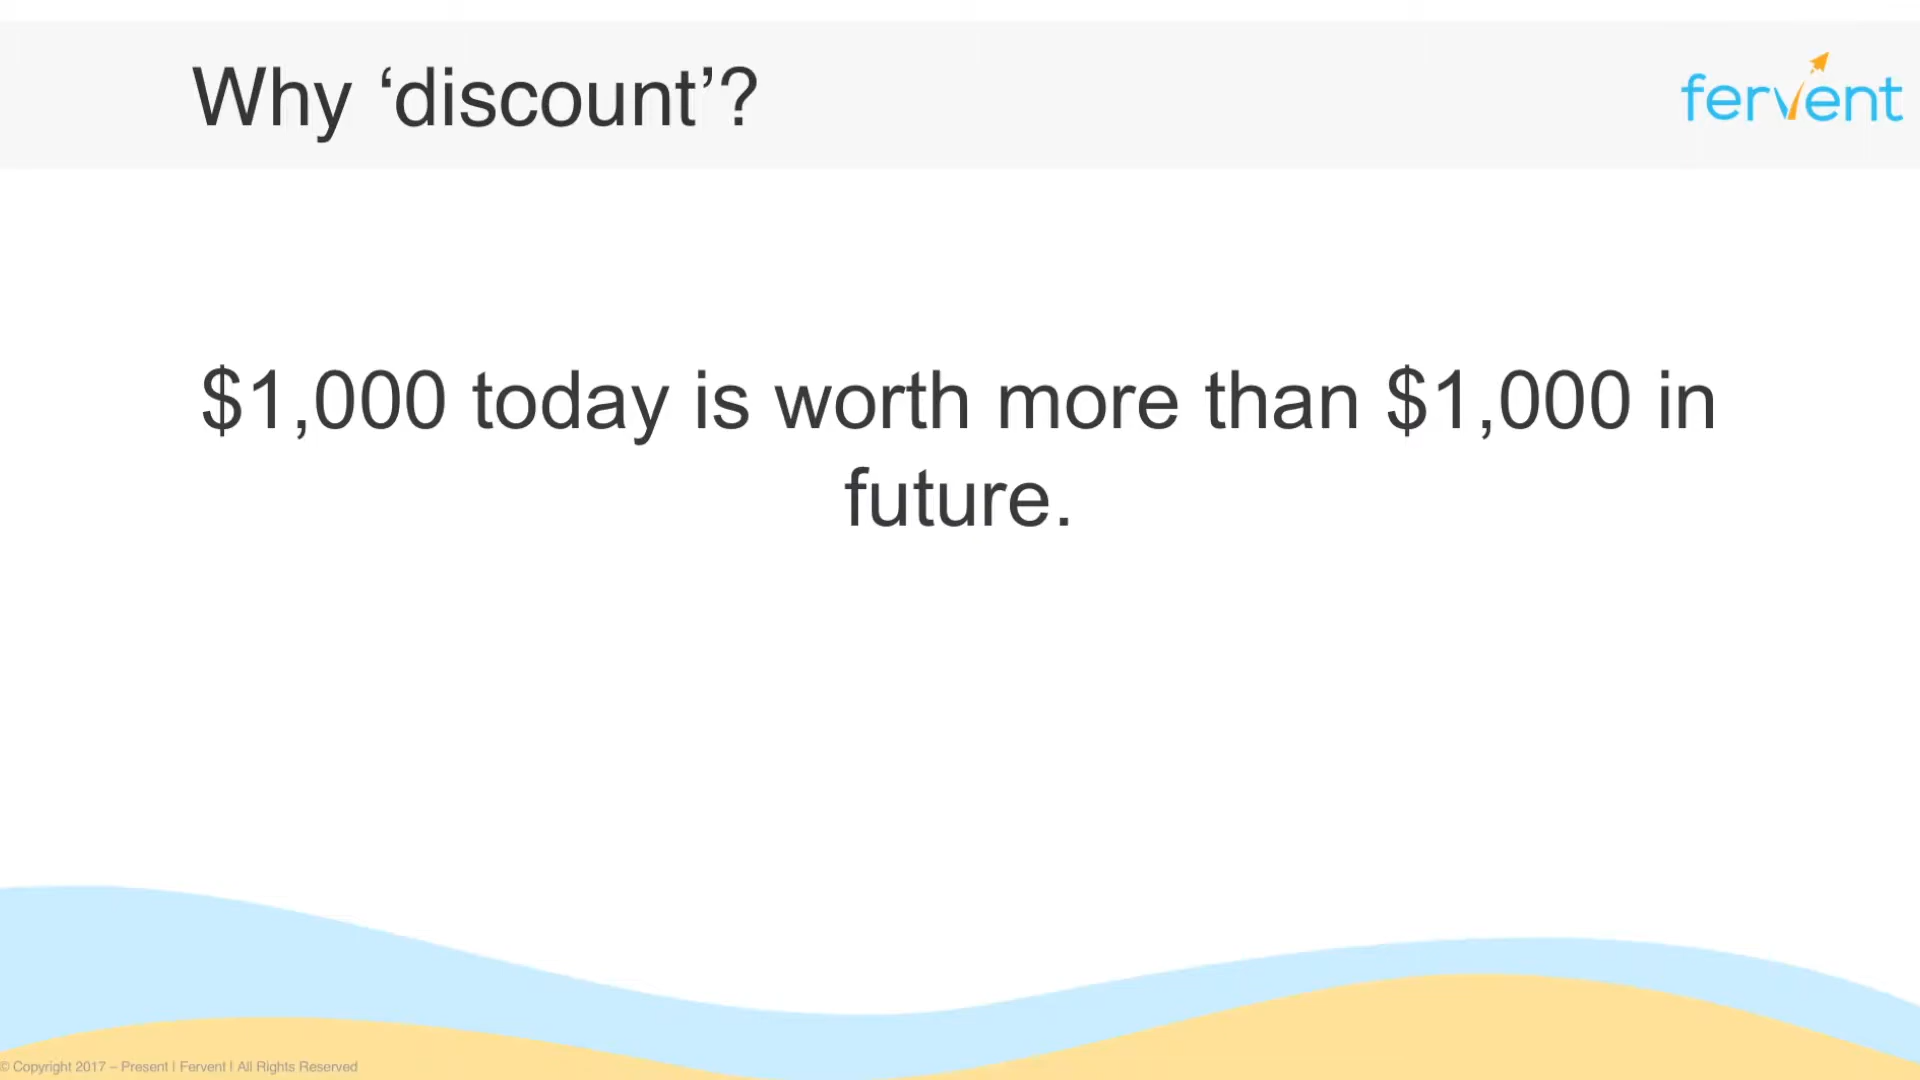 Why ‘discount’?
fervent
$1,000 today is worth more than $1,000 in
future.
© Copyright 2017 – Present | Fervent | All Rights Reserved